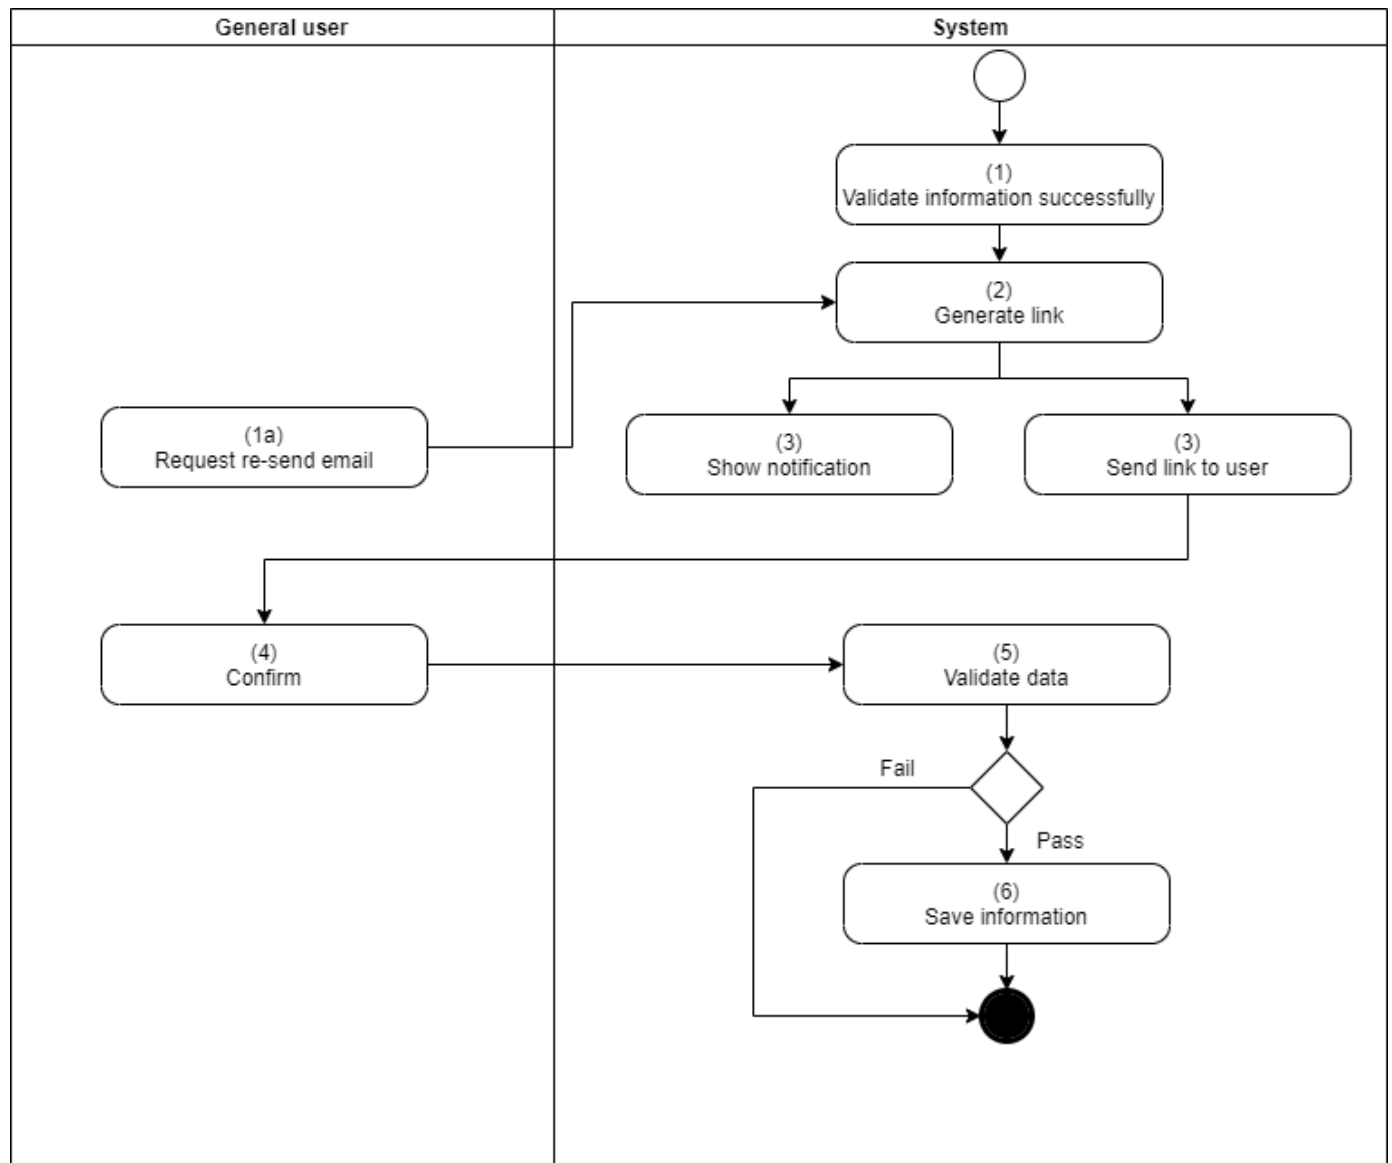 General user
System
(1)
Validate information successfully
(2)
Generate link
(1a)
Request re-send email
(3)
Show notification
(3)
Send link to user
(4)
Confirm
(5)
Validate data
Fail
Pass
(6)
Save information